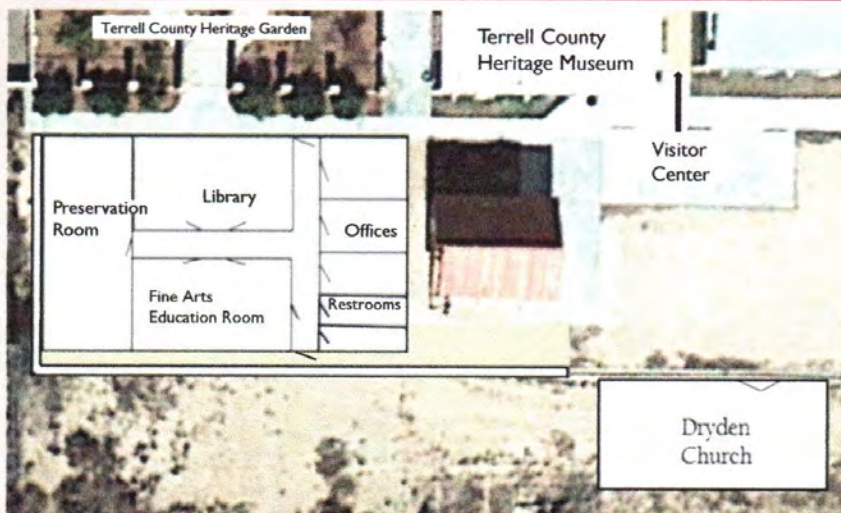 Terrell County Heritage Garden
Terrell County
Heritage Museum
Visitor
Center
Preservation
Room
Library
Offices
Fine Arts
Education Room
Restrooms
Dryden
Church